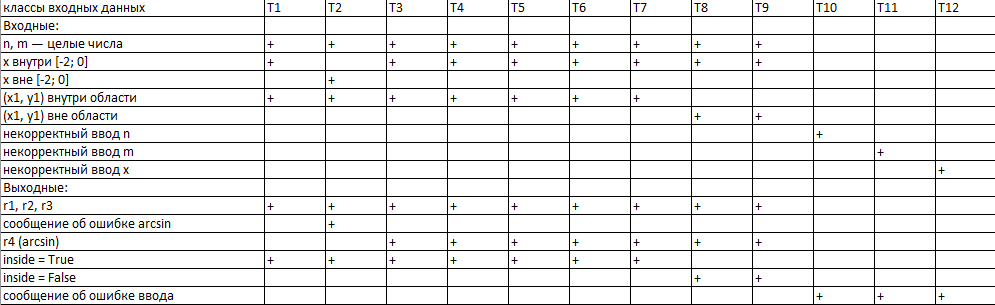 классы входных данных T1 T2 T3 T4 T5 T6 T7 T8 T9 T10 T11 T12
Входные:
n, m — целые числа + + + + + + + + +
x внутри [-2; 0] + + + + + + + +
x вне [-2; 0] +
(x1, y1) внутри области + + + + + + +
(x1, y1) вне области + +
некорректный ввод n +
некорректный ввод m +
некорректный ввод x +
Выходные:
r1, r2, r3 + + + + + + + + +
сообщение об ошибке arcsin +
r4 (arcsin) + + + + + + +
inside = True + + + + + + +
inside = False + +
сообщение об ошибке ввода + + +